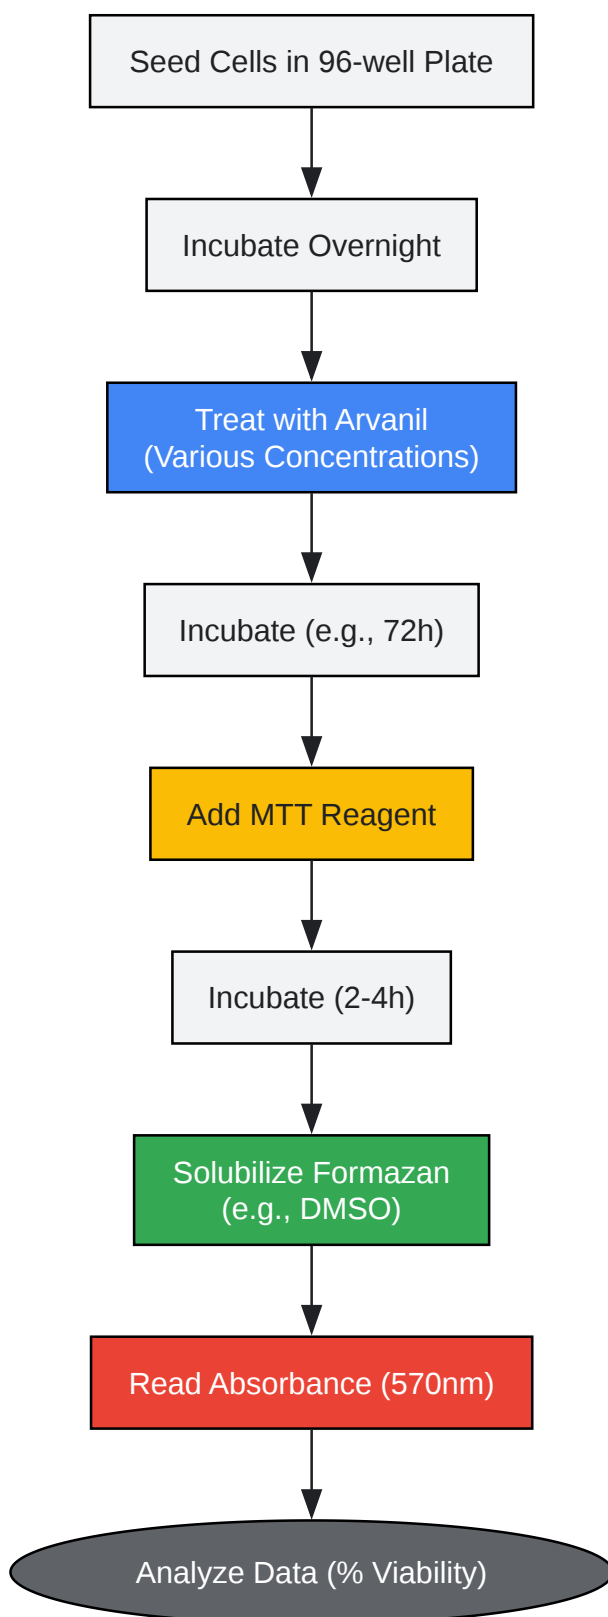 Seed Cells in 96-well Plate
Incubate Overnight
Treat with Arvanil
(Various Concentrations)
Incubate (e.g., 72h)
Add MTT Reagent
Incubate (2-4h)
Solubilize Formazan
(e.g., DMSO)
Read Absorbance (570nm)
Analyze Data (% Viability)